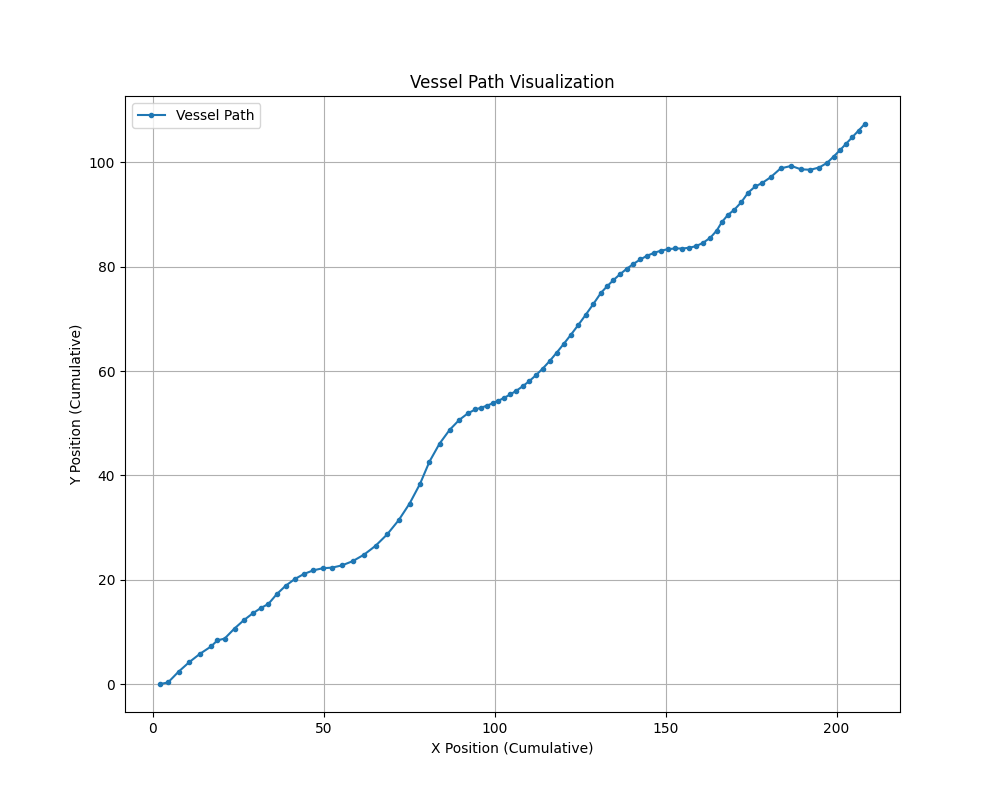 Vessel Path Visualization
Vessel Path
100
80
60
40
20
0
Y Position (Cumulative)
0 50 100 150 200
X Position (Cumulative)